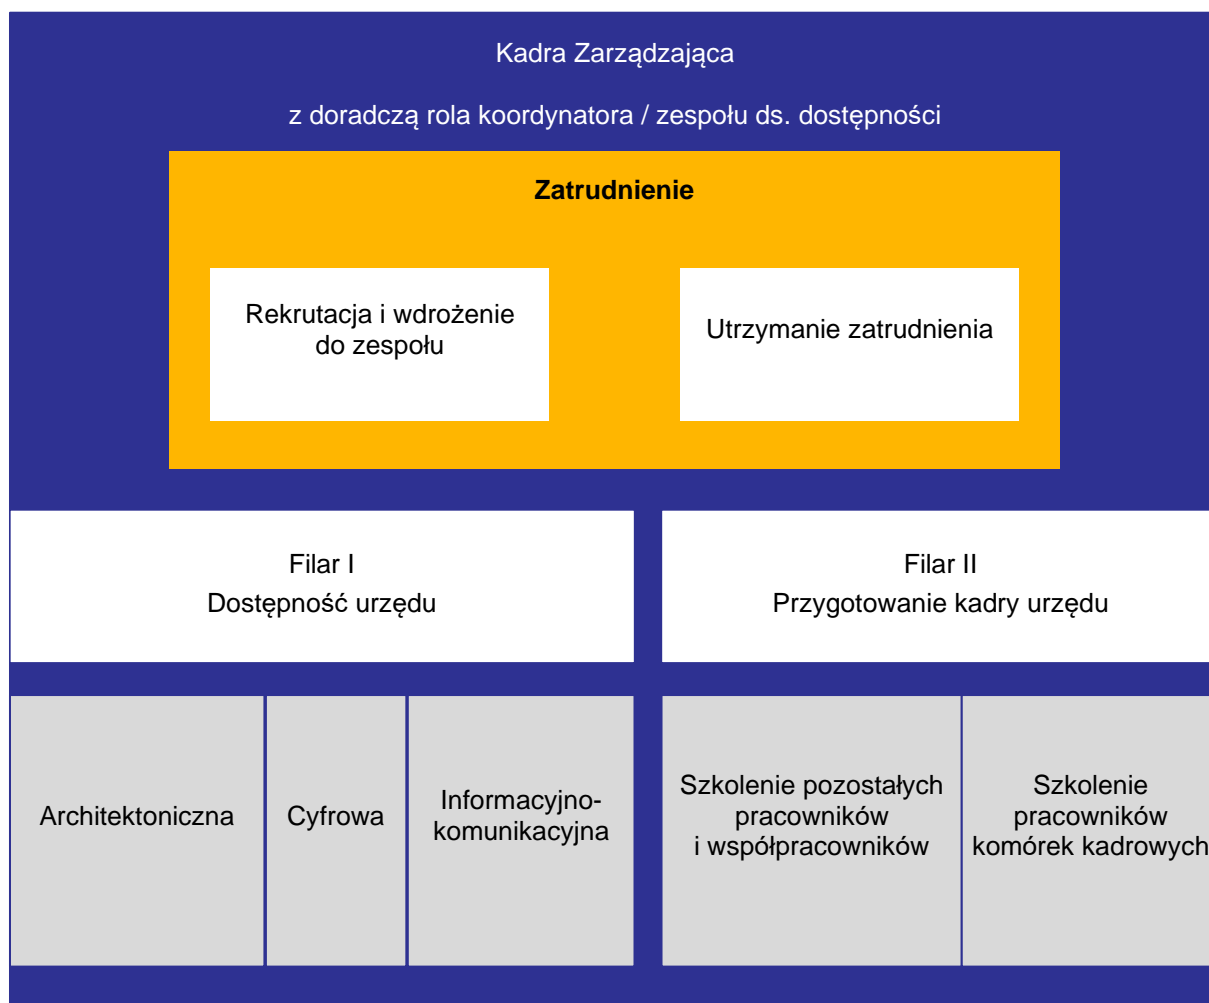 Kadra Zarządzająca
z doradczą rola koordynatora / zespołu ds. dostępności
Zatrudnienie
Rekrutacja i wdrożenie
do zespołu
Utrzymanie zatrudnienia
Filar I
Dostępność urzędu
Filar II
Przygotowanie kadry urzędu
Architektoniczna
Cyfrowa
Informacyjno-
komunikacyjna
Szkolenie pozostałych
pracowników
i współpracowników
Szkolenie
pracowników
komórek kadrowych